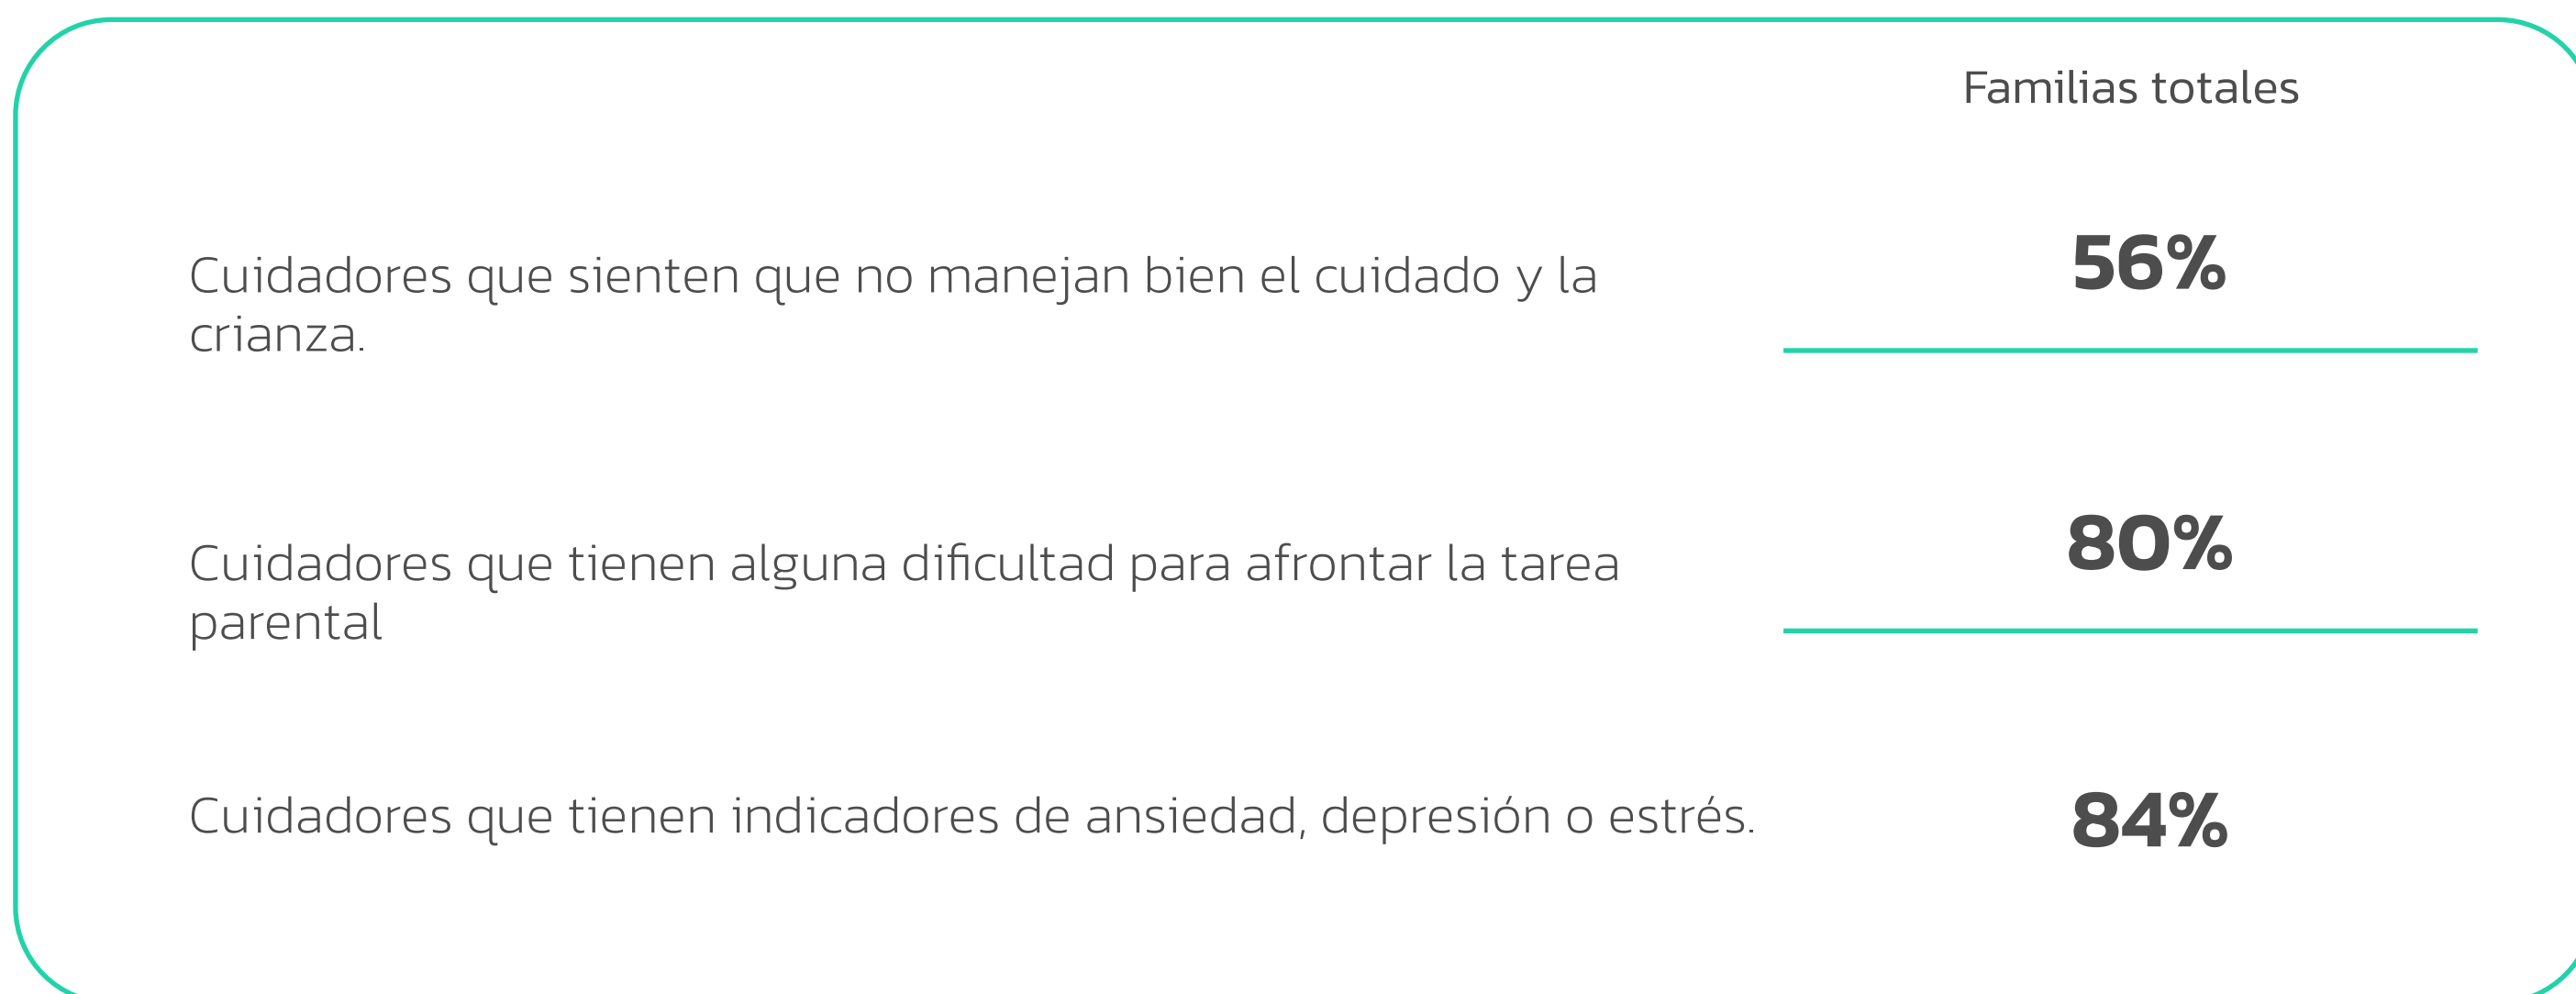 Familias totales
Cuidadores que sienten que no manejan bien el cuidado y la
crianza.
56%
Cuidadores que tienen alguna dificultad para afrontar la tarea
parental
80%
Cuidadores que tienen indicadores de ansiedad, depresión o estrés.
84%